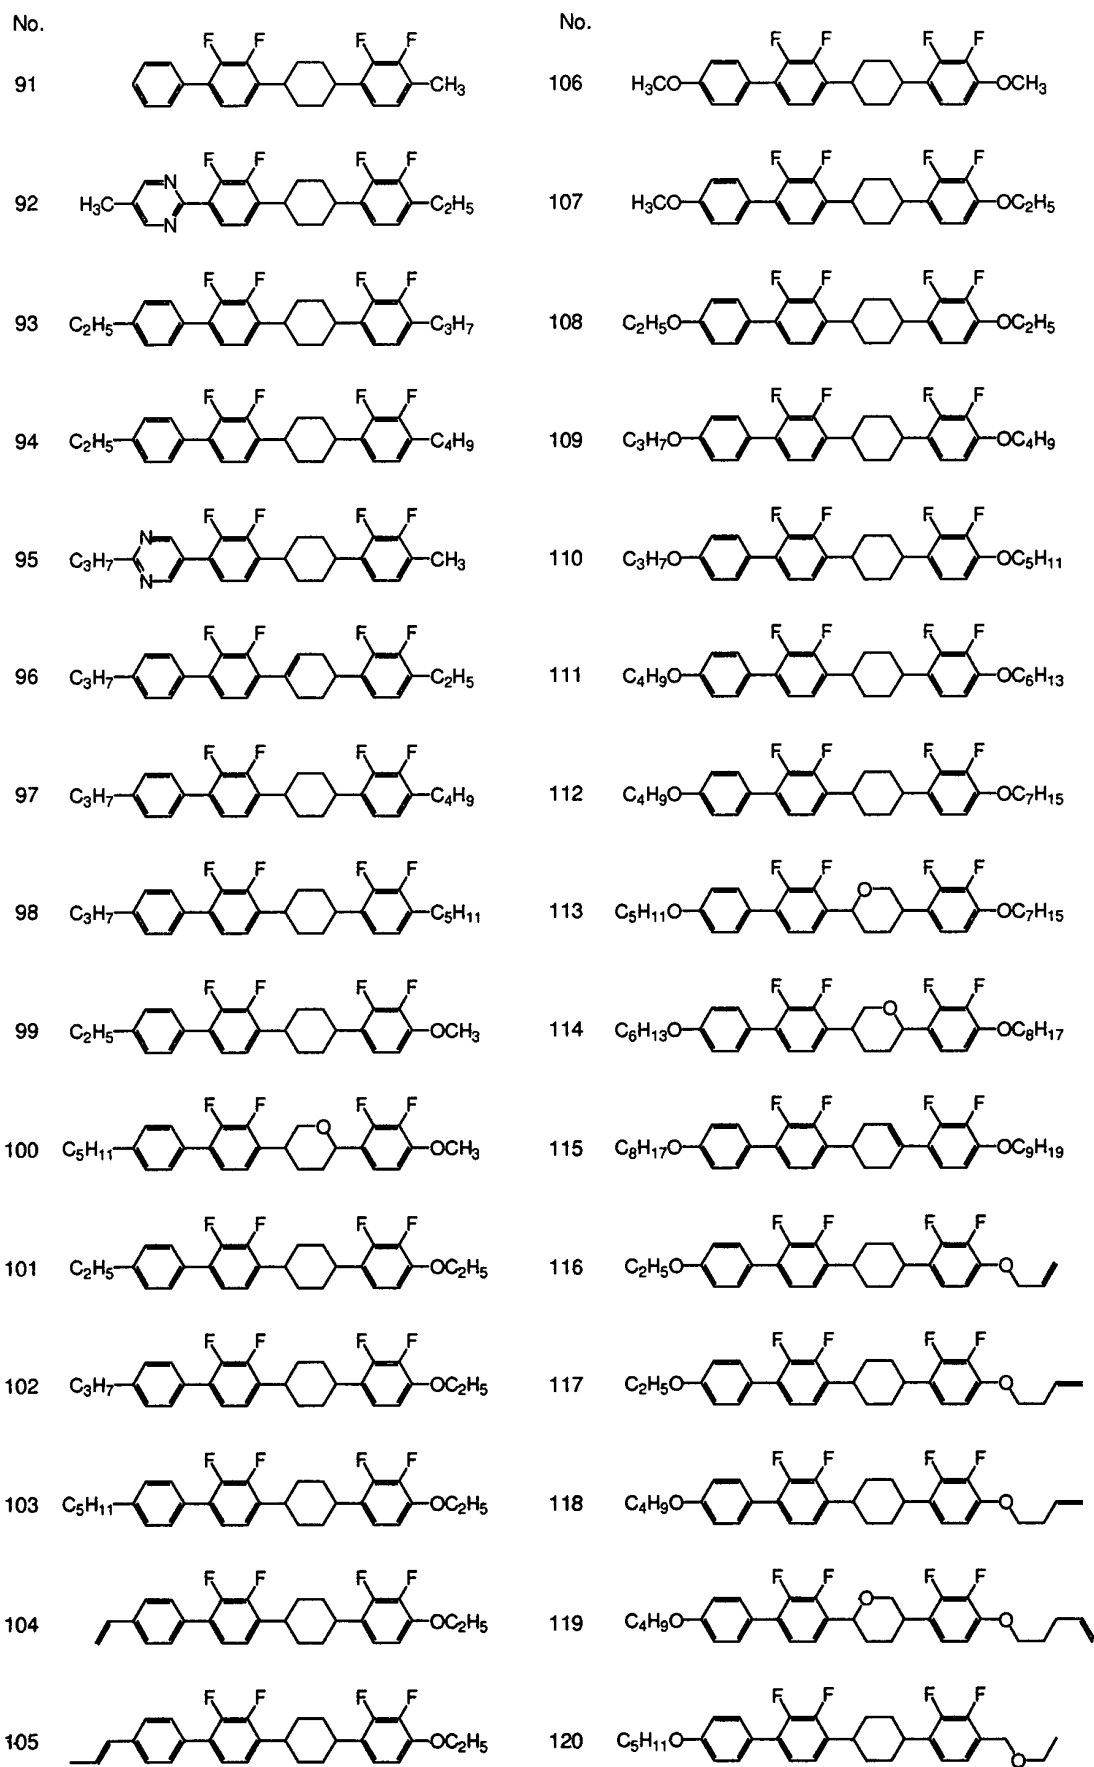 No.
F F F F
91 CH3
F F F F
92 H3C N N C2H5
F F F F
93 C2H5 C3H7
F F F F
94 C2H5 C4H9
F F F F
95 C3H7 N N CH3
F F F F
96 C3H7 C2H5
F F F F
97 C3H7 C4H9
F F F F
98 C3H7 C5H11
F F F F
99 C2H5 OCH3
F F O F F
100 C5H11 OCH3
F F F F
101 C2H5 OC2H5
F F F F
102 C3H7 OC2H5
F F F F
103 C5H11 OC2H5
F F F F
104 OC2H5
F F F F
105 OC2H5
No.
F F F F
106 H3CO OCH3
F F F F
107 H3CO OC2H5
F F F F
108 C2H5O OC2H5
F F F F
109 C3H7O OC4H9
F F F F
110 C3H7O OC5H11
F F F F
111 C4H9O OC6H13
F F F F
112 C4H9O OC7H15
F F O F F
113 C5H11O OC7H15
F F O F F
114 C6H13O OC8H17
F F F F
115 C8H17O OC9H19
F F F F
116 C2H5O O
F F F F
117 C2H5O O
F F F F
118 C4H9O O
F F O F F
119 C4H9O O
F F F F
120 C5H11O O